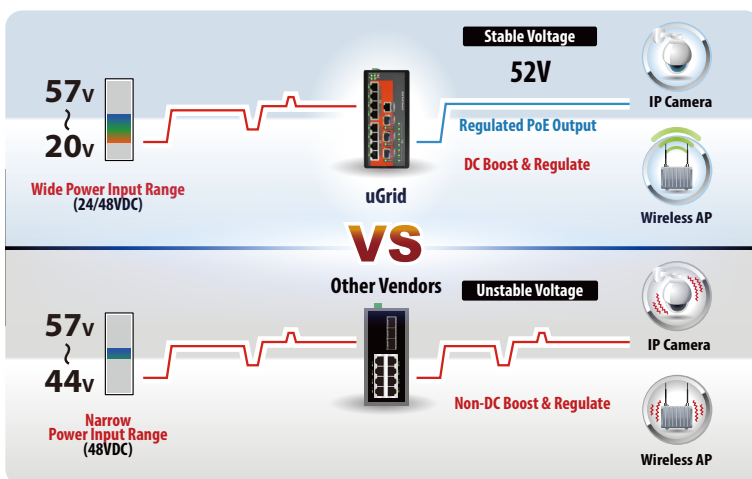 57v
~
20v
Wide Power Input Range
(24/48VDC)
uGrid
Stable Voltage
52V
Regulated PoE Output
DC Boost & Regulate
IP Camera
Wireless AP
VS
Other Vendors
57v
~
44v
Narrow
Power Input Range
(48VDC)
Unstable Voltage
Non-DC Boost & Regulate
IP Camera
Wireless AP